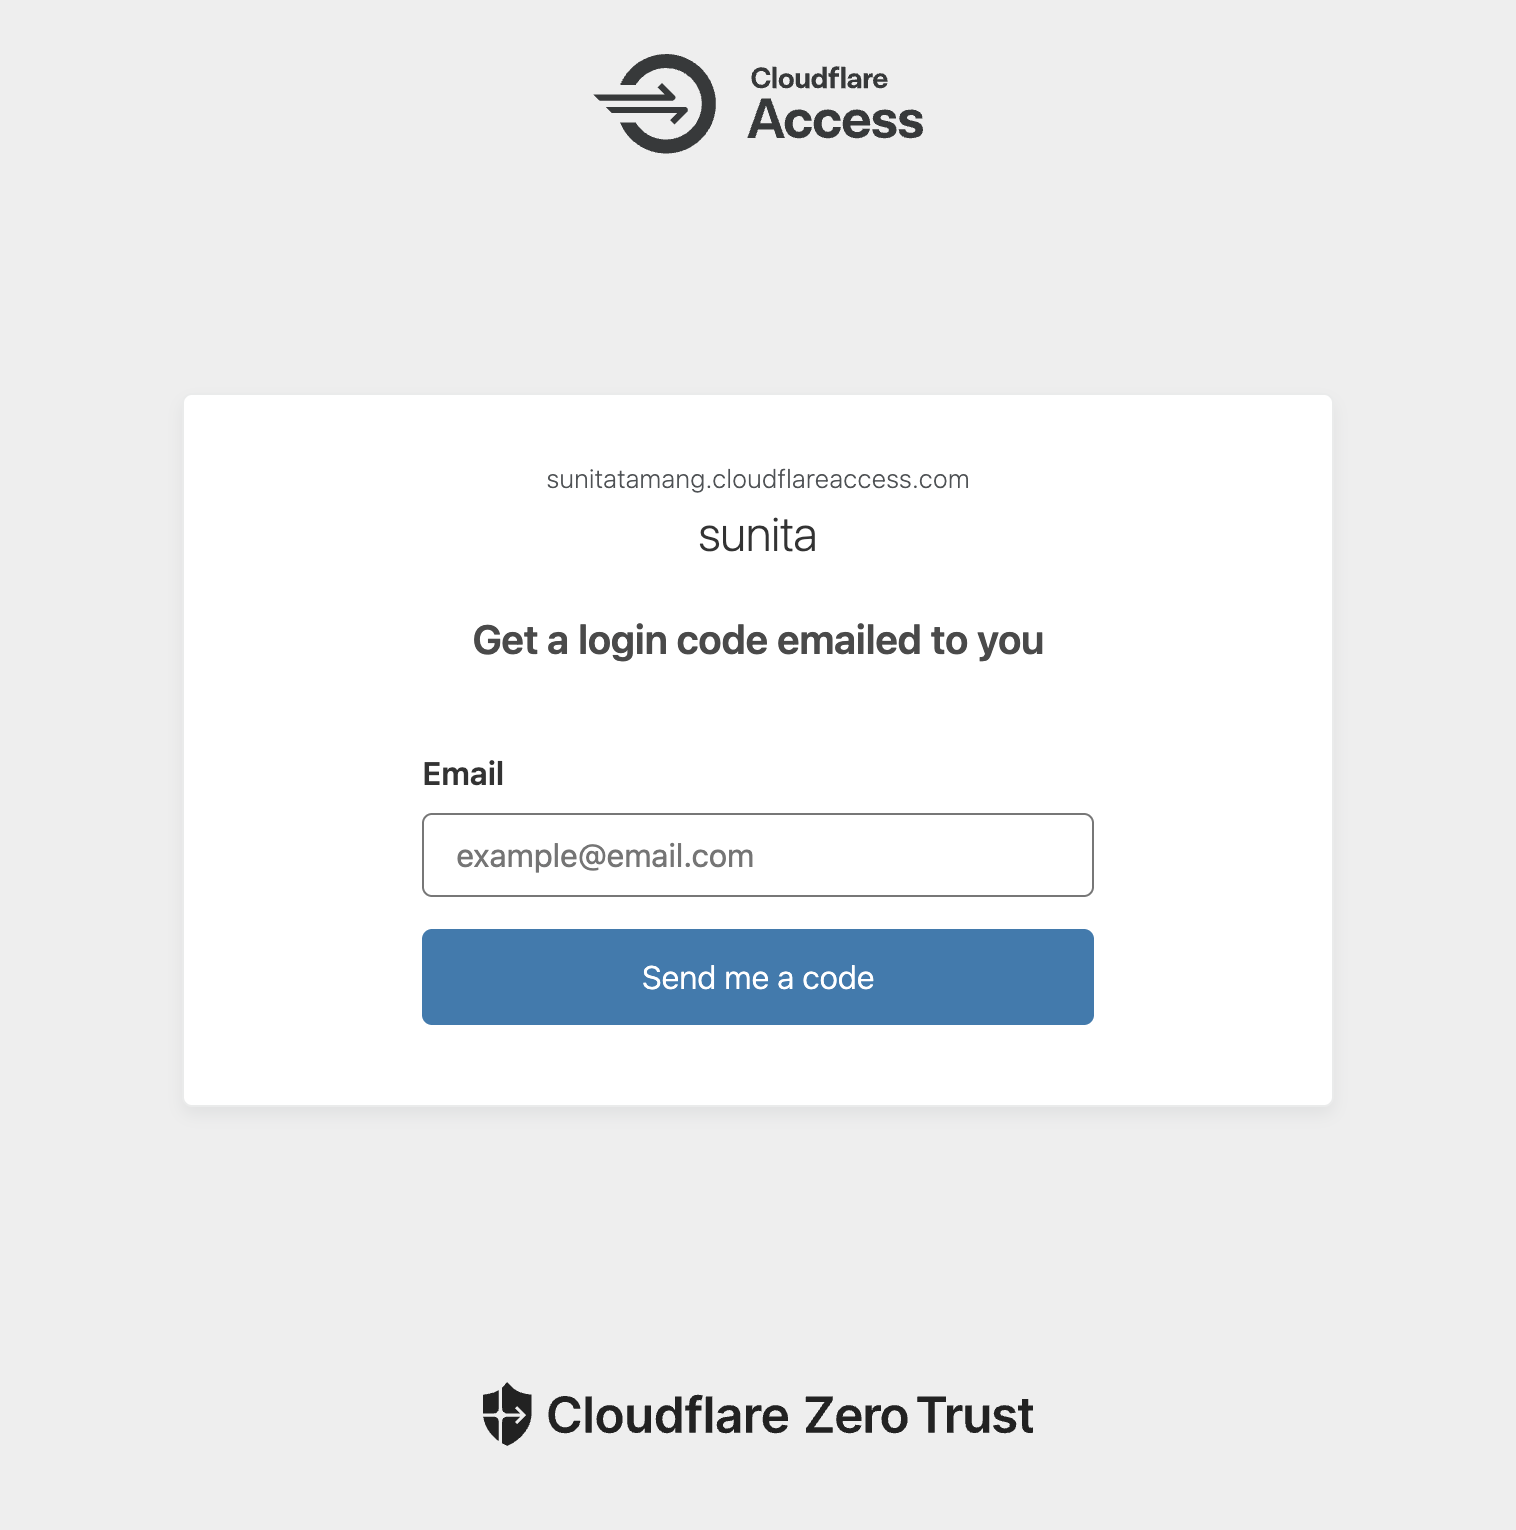 Cloudflare
Access
sunitatamang.cloudflareaccess.com
sunita
Get a login code emailed to you
Email
example@email.com
Send me a code
Cloudflare Zero Trust